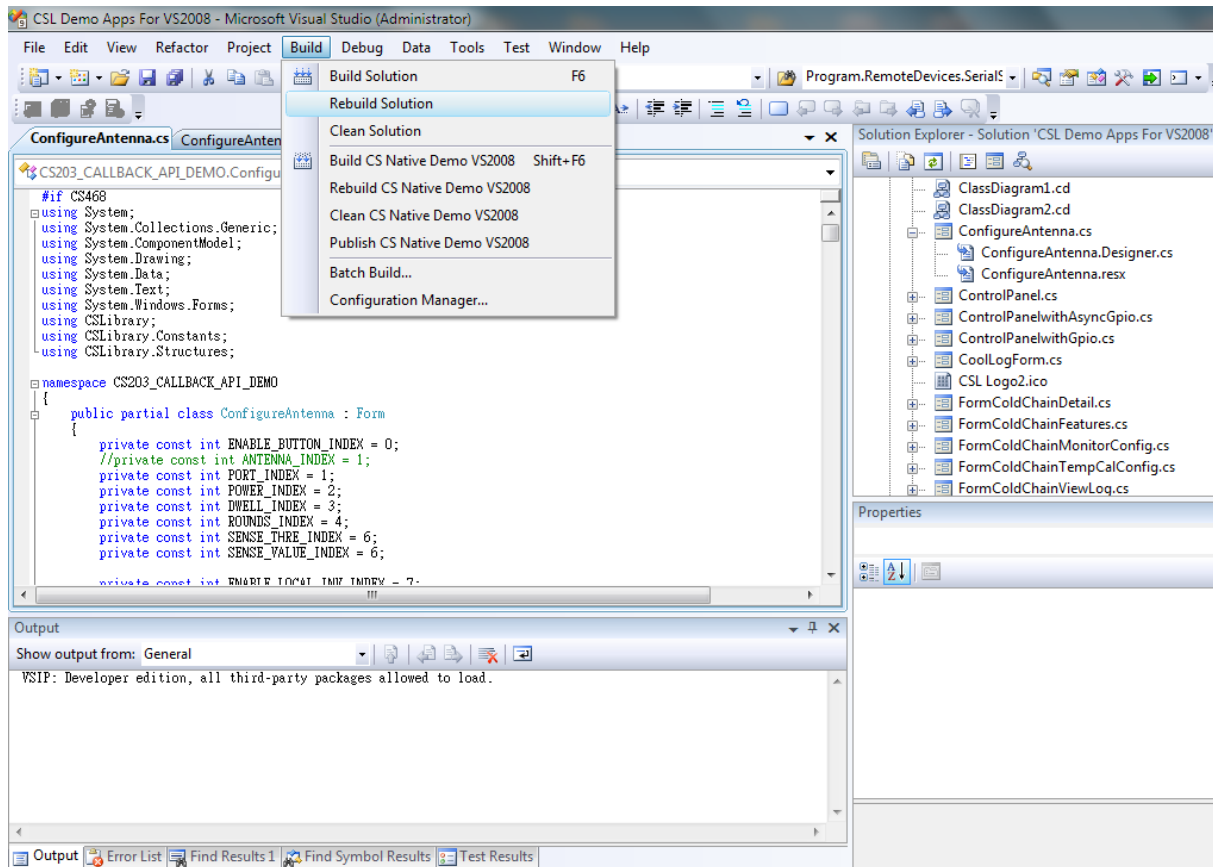 CSL Demo Apps For VS2008 - Microsoft Visual Studio (Administrator)
File Edit View Refactor Project Build Debug Data Tools Test Window Help
Build Solution F6
Rebuild Solution
Clean Solution
Build CS Native Demo VS2008 Shift+F6
Rebuild CS Native Demo VS2008
Clean CS Native Demo VS2008
Publish CS Native Demo VS2008
Batch Build...
Configuration Manager...
Program.RemoteDevices.SerialS
ConfigureAntenna.cs ConfigureAnten
CS203_CALLBACK_API_DEMO.Configu
#if CS468
using System;
using System.Collections.Generic;
using System.ComponentModel;
using System.Drawing;
using System.Data;
using System.Text;
using System.Windows.Forms;
using CSLibrary;
using CSLibrary.Constants;
using CSLibrary.Structures;
namespace CS203_CALLBACK_API_DEMO
{
public partial class ConfigureAntenna : Form
{
private const int ENABLE_BUTTON_INDEX = 0;
//private const int ANTENNA_INDEX = 1;
private const int PORT_INDEX = 1;
private const int POWER_INDEX = 2;
private const int DWELL_INDEX = 3;
private const int ROUNDS_INDEX = 4;
private const int SENSE_THRE_INDEX = 6;
private const int SENSE_VALUE_INDEX = 6;
private const int ENABLE_LOCAL_INV_INDEX = 7;
Solution Explorer - Solution 'CSL Demo Apps For VS2008'
ClassDiagram1.cd
ClassDiagram2.cd
ConfigureAntenna.cs
ConfigureAntenna.Designer.cs
ConfigureAntenna.resx
ControlPanel.cs
ControlPanelwithAsyncGpio.cs
ControlPanelwithGpio.cs
CoolLogForm.cs
CSL Logo2.ico
FormColdChainDetail.cs
FormColdChainFeatures.cs
FormColdChainMonitorConfig.cs
FormColdChainTempCalConfig.cs
FormColdChainViewLog.cs
Properties
Output
Show output from: General
VSIP: Developer edition, all third-party packages allowed to load.
Output Error List Find Results 1 Find Symbol Results Test Results